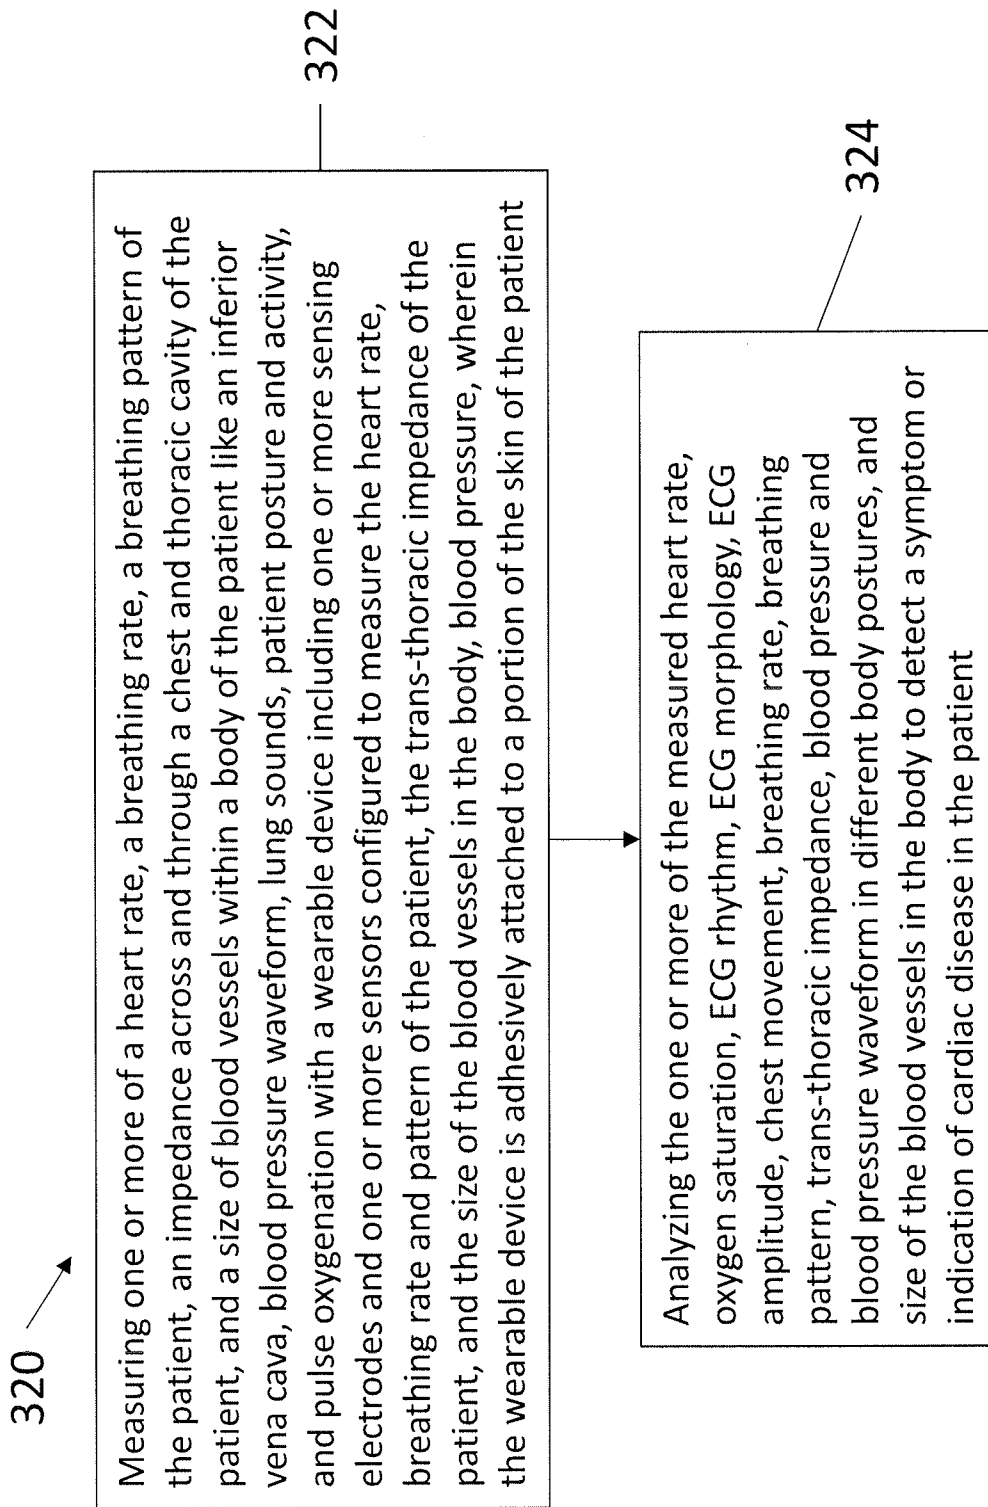 320
Measuring one or more of a heart rate, a breathing rate, a breathing pattern of
the patient, an impedance across and through a chest and thoracic cavity of the
patient, and a size of blood vessels within a body of the patient like an inferior
vena cava, blood pressure waveform, lung sounds, patient posture and activity,
and pulse oxygenation with a wearable device including one or more sensing
electrodes and one or more sensors configured to measure the heart rate,
breathing rate and pattern of the patient, the trans-thoracic impedance of the
patient, and the size of the blood vessels in the body, blood pressure, wherein
the wearable device is adhesively attached to a portion of the skin of the patient
322
Analyzing the one or more of the measured heart rate,
oxygen saturation, ECG rhythm, ECG morphology, ECG
amplitude, chest movement, breathing rate, breathing
pattern, trans-thoracic impedance, blood pressure and
blood pressure waveform in different body postures, and
size of the blood vessels in the body to detect a symptom or
indication of cardiac disease in the patient
324